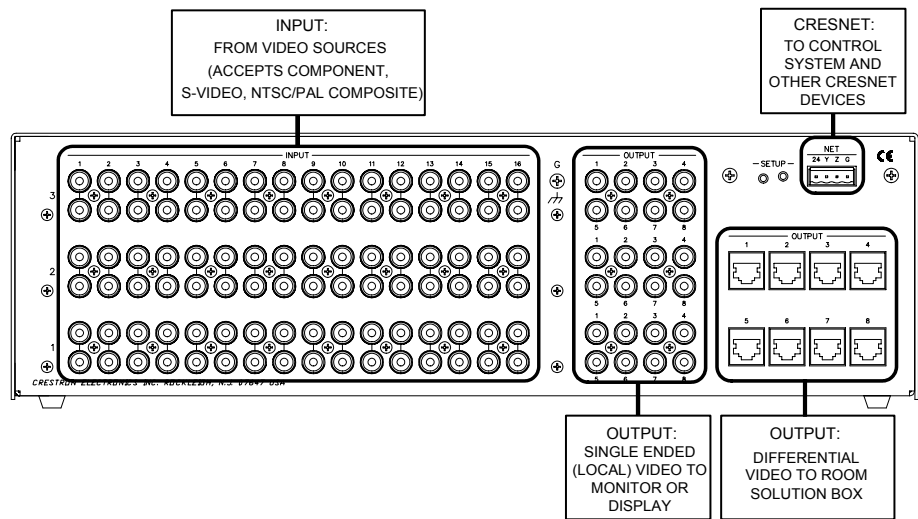 INPUT:
FROM VIDEO SOURCES
(ACCEPTS COMPONENT,
S-VIDEO, NTSC/PAL COMPOSITE)
CRESNET:
TO CONTROL
SYSTEM AND
OTHER CRESNET
DEVICES
INPUT
1 2 3 4 5 6 7 8 9 10 11 12 13 14 15 16
3
2
1
G
OUTPUT
1 2 3 4
5 6 7 8
1 2 3 4
5 6 7 8
1 2 3 4
5 6 7 8
SETUP
NET
24 Y Z G
CE
OUTPUT
1 2 3 4
5 6 7 8
CRESTRON ELECTRONICS INC. ROCKLEIGH, N.J. 07647 USA
OUTPUT:
SINGLE ENDED
(LOCAL) VIDEO TO
MONITOR OR
DISPLAY
OUTPUT:
DIFFERENTIAL
VIDEO TO ROOM
SOLUTION BOX